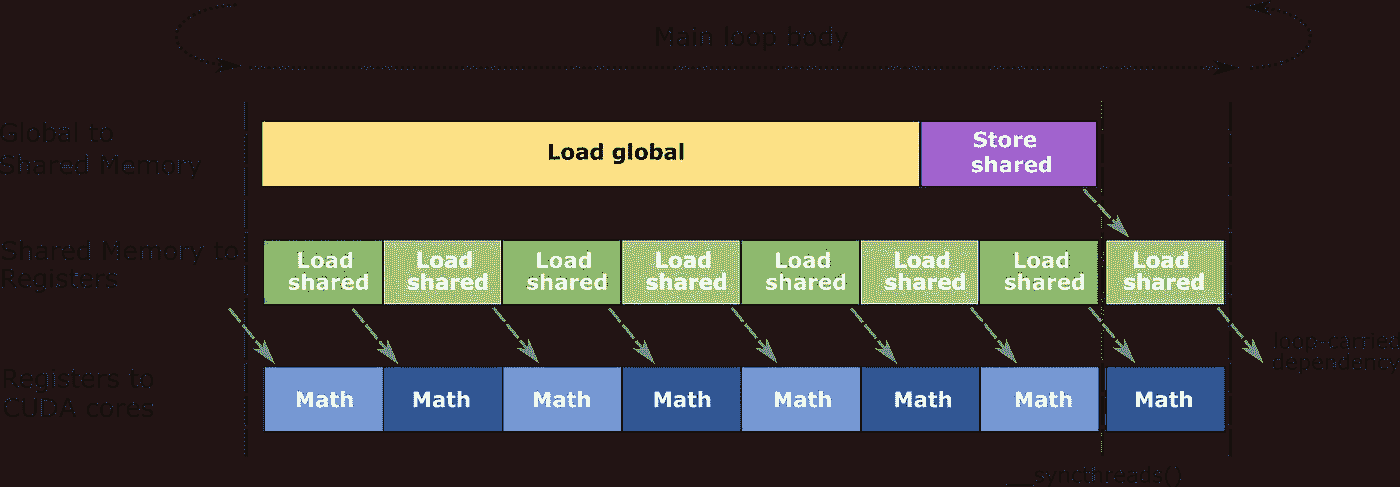 Main loop body
Global to
Shared Memory
Load global
Store
shared
Shared Memory to
Registers
Load
shared
Load
shared
Load
shared
Load
shared
Load
shared
Load
shared
Load
shared
Load
shared
loop-carried
dependency
Registers to
CUDA cores
Math
Math
Math
Math
Math
Math
Math
Math
__syncthreads()